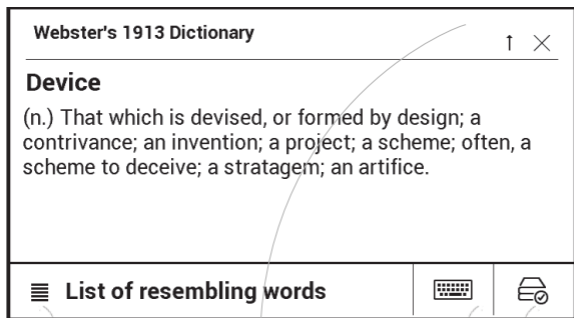 Webster's 1913 Dictionary
Device
(n.) That which is devised, or formed by design; a
contrivance; an invention; a project; a scheme; often, a
scheme to deceive; a stratagem; an artifice.
List of resembling words